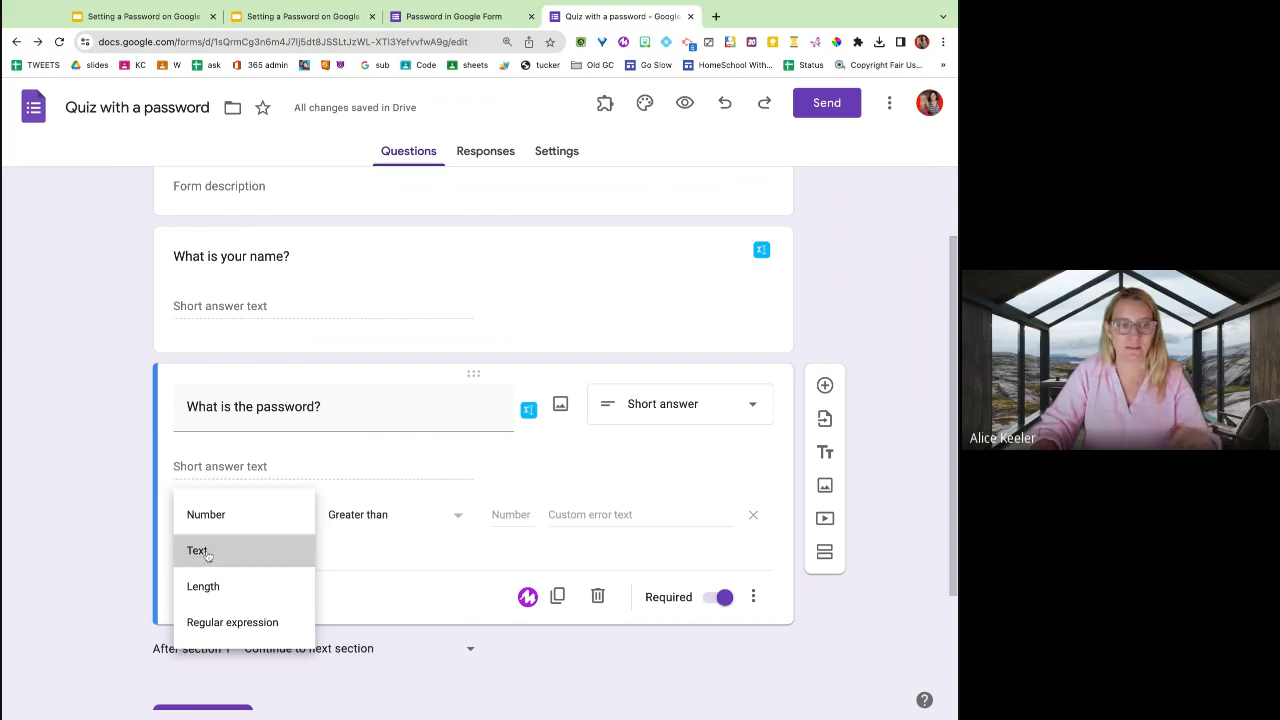 Setting a Password on Google
Setting a Password on Google
Password in Google Form
Quiz with a password - Google
docs.google.com/forms/d/1sQrmCg3n6m4J7lj5dt8JSSLtJzWL-XTI3YefvvfwA9g/edit
TWEETS
slides
KC
W
ask
365 admin
sub
Code
sheets
tucker
Old GC
Go Slow
HomeSchool With...
Status
Copyright Fair Us...
»
Quiz with a password
All changes saved in Drive
Send
Questions
Responses
Settings
Form description
What is your name?
Short answer text
What is the password?
Short answer
Short answer text
Number
Greater than
Number
Custom error text
Text
Length
Required
Regular expression
After section 1 Continue to next section
Alice Keeler